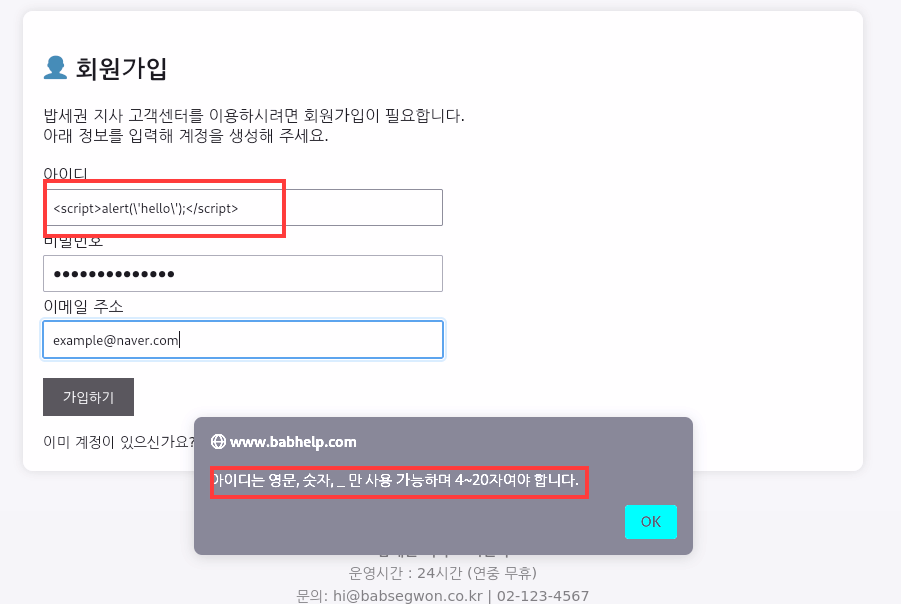 회원가입
밥세권 지사 고객센터를 이용하시려면 회원가입이 필요합니다.
아래 정보를 입력해 계정을 생성해 주세요.
아이디
<script>alert(\'hello\');</script>
비밀번호
●●●●●●●●●●●●●●
이메일 주소
example@naver.com
가입하기
이미 계정이 있으신가요?
www.babhelp.com
아이디는 영문, 숫자, _ 만 사용 가능하며 4~20자여야 합니다.
OK
운영시간 : 24시간 (연중 무휴)
문의: hi@babsegwon.co.kr | 02-123-4567